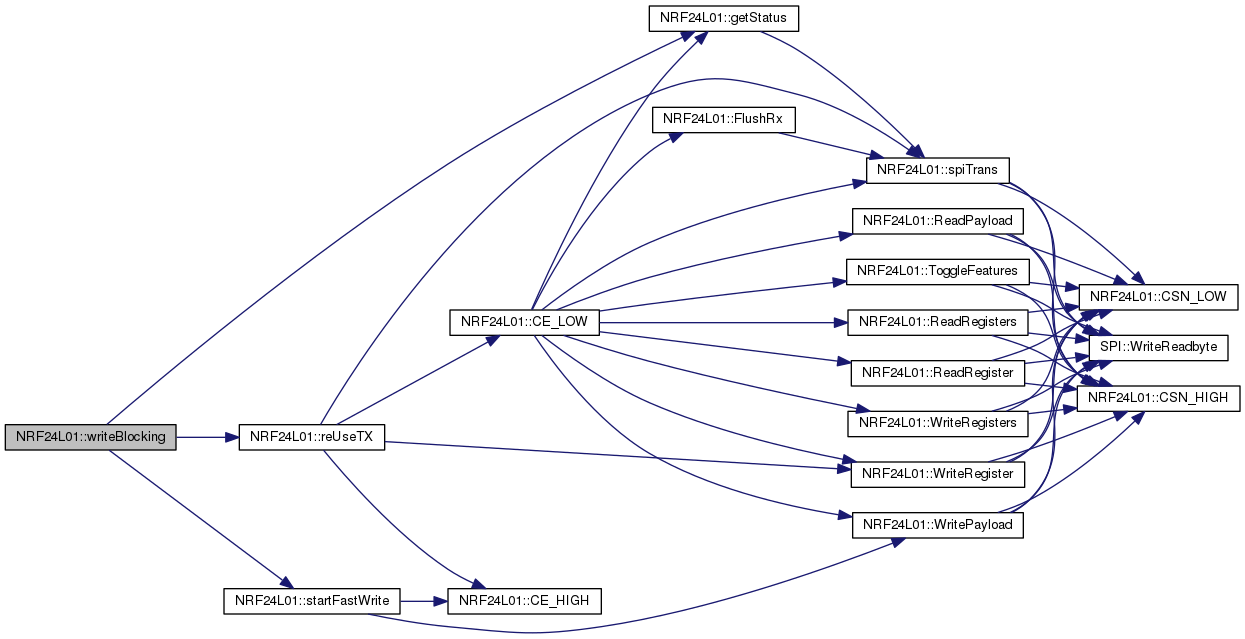 NRF24L01::getStatus
NRF24L01::FlushRx
NRF24L01::spiTrans
NRF24L01::ReadPayload
NRF24L01::ToggleFeatures
NRF24L01::CSN_LOW
NRF24L01::CE_LOW
NRF24L01::ReadRegisters
SPI::WriteReadbyte
NRF24L01::ReadRegister
NRF24L01::CSN_HIGH
NRF24L01::WriteRegisters
NRF24L01::writeBlocking
NRF24L01::reUseTX
NRF24L01::WriteRegister
NRF24L01::WritePayload
NRF24L01::startFastWrite
NRF24L01::CE_HIGH